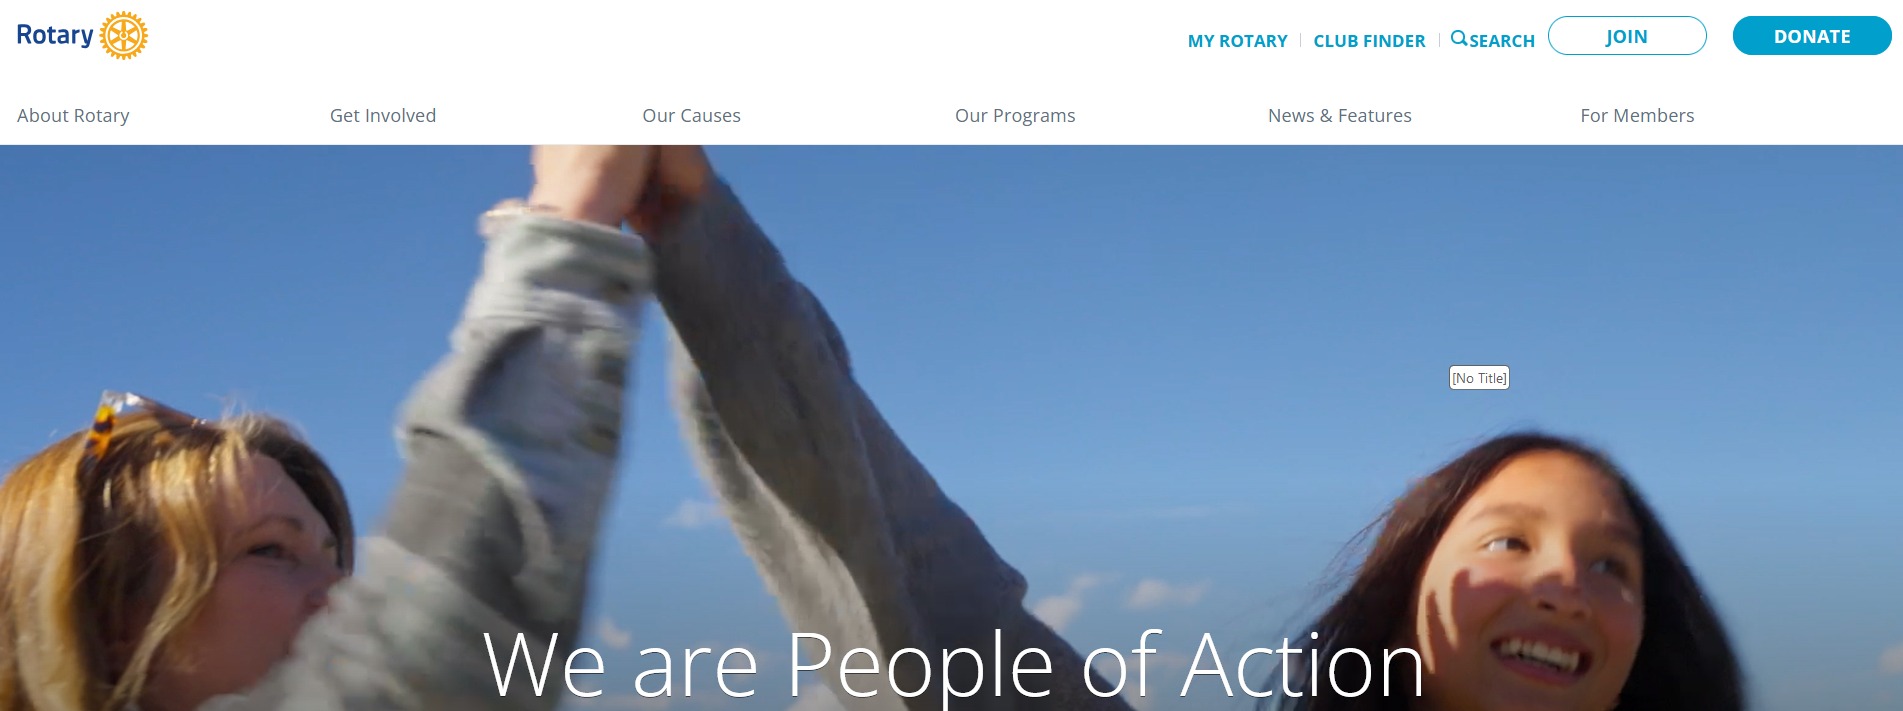 Rotary
MY ROTARY
CLUB FINDER
SEARCH
JOIN
DONATE
About Rotary
Get Involved
Our Causes
Our Programs
News & Features
For Members
[No Title]
We are People of Action